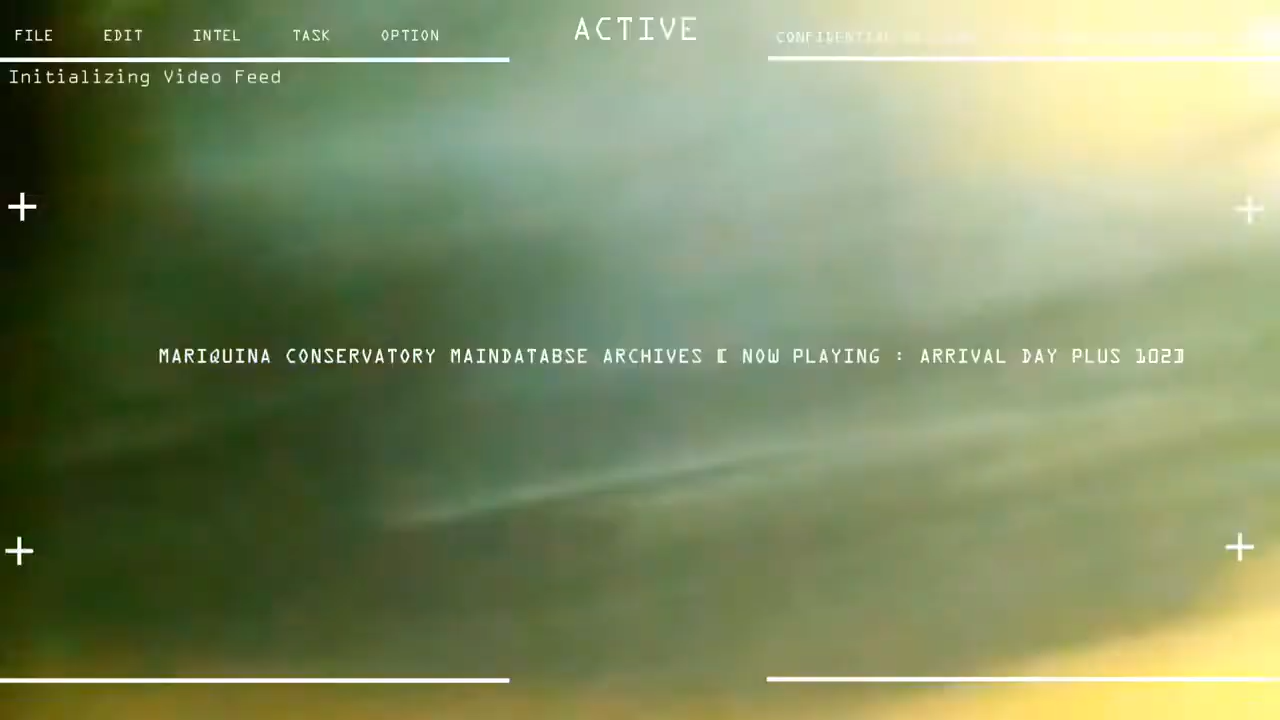 FILE EDIT INTEL TASK OPTION
ACTIVE
CONFIDENTIAL
Initializing Video Feed
MARIQUINA CONSERVATORY MAINDATABSE ARCHIVES [ NOW PLAYING : ARRIVAL DAY PLUS 102]